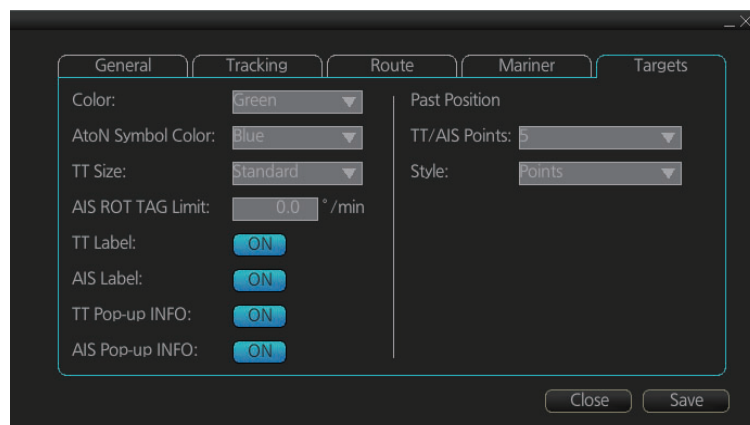 General Tracking Route Mariner Targets
Color: Green
AtoN Symbol Color: Blue
TT Size: Standard
AIS ROT TAG Limit: 0.0 °/min
TT Label: ON
AIS Label: ON
TT Pop-up INFO: ON
AIS Pop-up INFO: ON
Past Position
TT/AIS Points: 5
Style: Points
Close Save